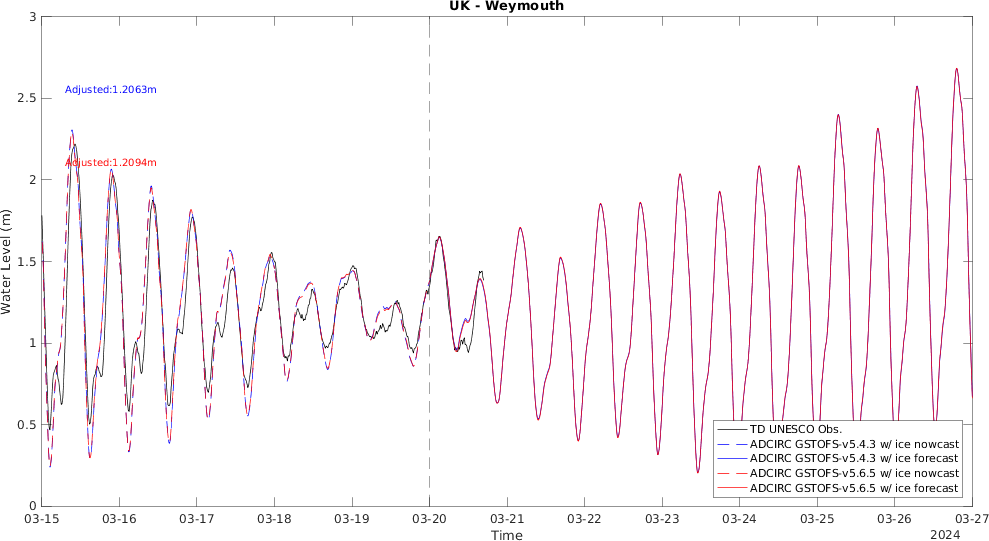 UK - Weymouth
3
2.5
2
1.5
1
0.5
0
Water Level (m)
Adjusted:1.2063m
Adjusted:1.2094m
TD UNESCO Obs.
ADCIRC GSTOFS-v5.4.3 w/ ice nowcast
ADCIRC GSTOFS-v5.4.3 w/ ice forecast
ADCIRC GSTOFS-v5.6.5 w/ ice nowcast
ADCIRC GSTOFS-v5.6.5 w/ ice forecast
03-15 03-16 03-17 03-18 03-19 03-20 03-21 03-22 03-23 03-24 03-25 03-26 03-27
Time
2024